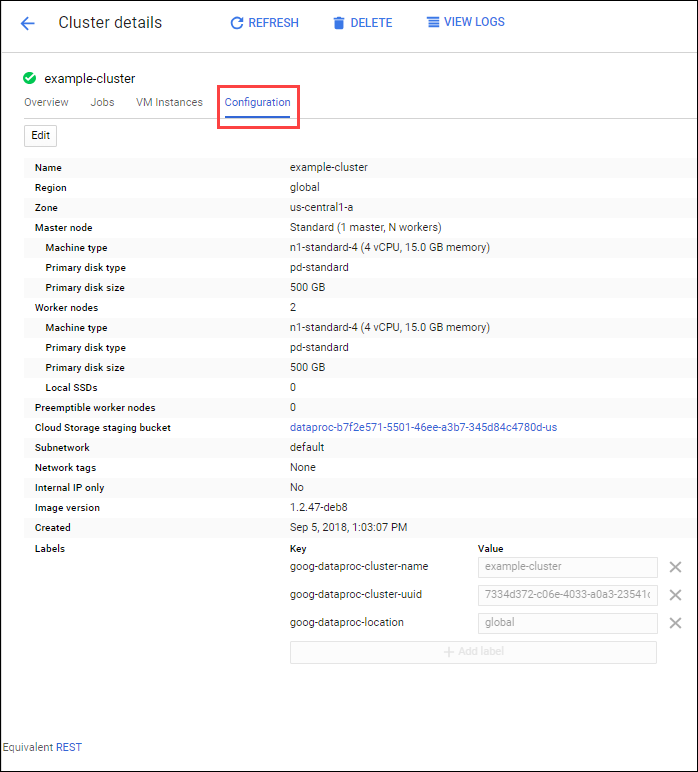 Cluster details REFRESH DELETE VIEW LOGS
example-cluster
Overview Jobs VM Instances Configuration
Edit
Name example-cluster
Region global
Zone us-central1-a
Master node Standard (1 master, N workers)
Machine type n1-standard-4 (4 vCPU, 15.0 GB memory)
Primary disk type pd-standard
Primary disk size 500 GB
Worker nodes 2
Machine type n1-standard-4 (4 vCPU, 15.0 GB memory)
Primary disk type pd-standard
Primary disk size 500 GB
Local SSDs 0
Preemptible worker nodes 0
Cloud Storage staging bucket dataproc-b7f2e571-5501-46ee-a3b7-345d84c4780d-us
Subnetwork default
Network tags None
Internal IP only No
Image version 1.2.47-deb8
Created Sep 5, 2018, 1:03:07 PM
Labels Key Value
goog-dataproc-cluster-name example-cluster
goog-dataproc-cluster-uuid 7334d372-c06e-4033-a0a3-23541c
goog-dataproc-location global
+ Add label
Equivalent REST